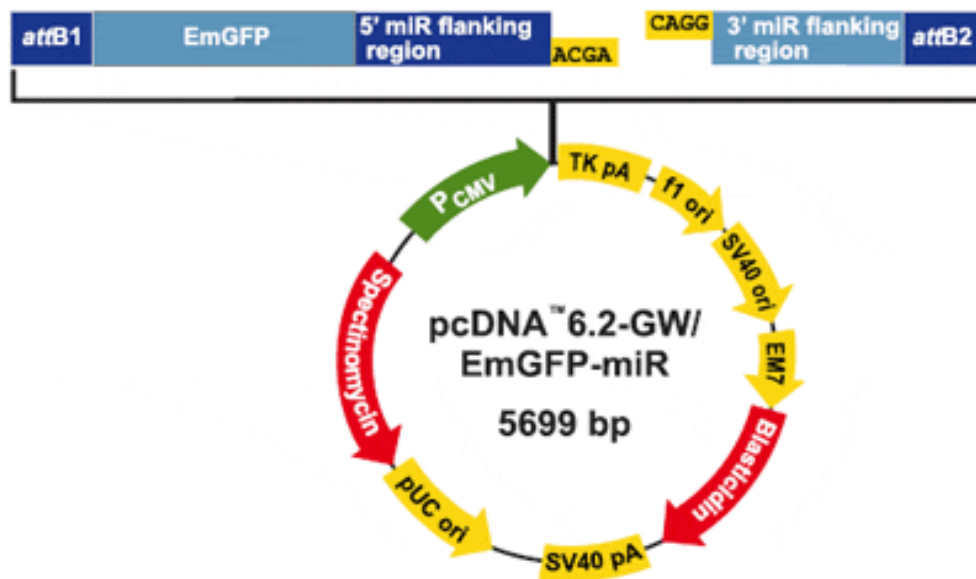 attB1
EmGFP
5' miR flanking
region
ACGA
CAGG
3' miR flanking
region
attB2
PCMV
TK pA
f1 ori
SV40 ori
EM7
Blasticidin
SV40 pA
pUC ori
Spectinomycin
pcDNA™6.2-GW/
EmGFP-miR
5699 bp